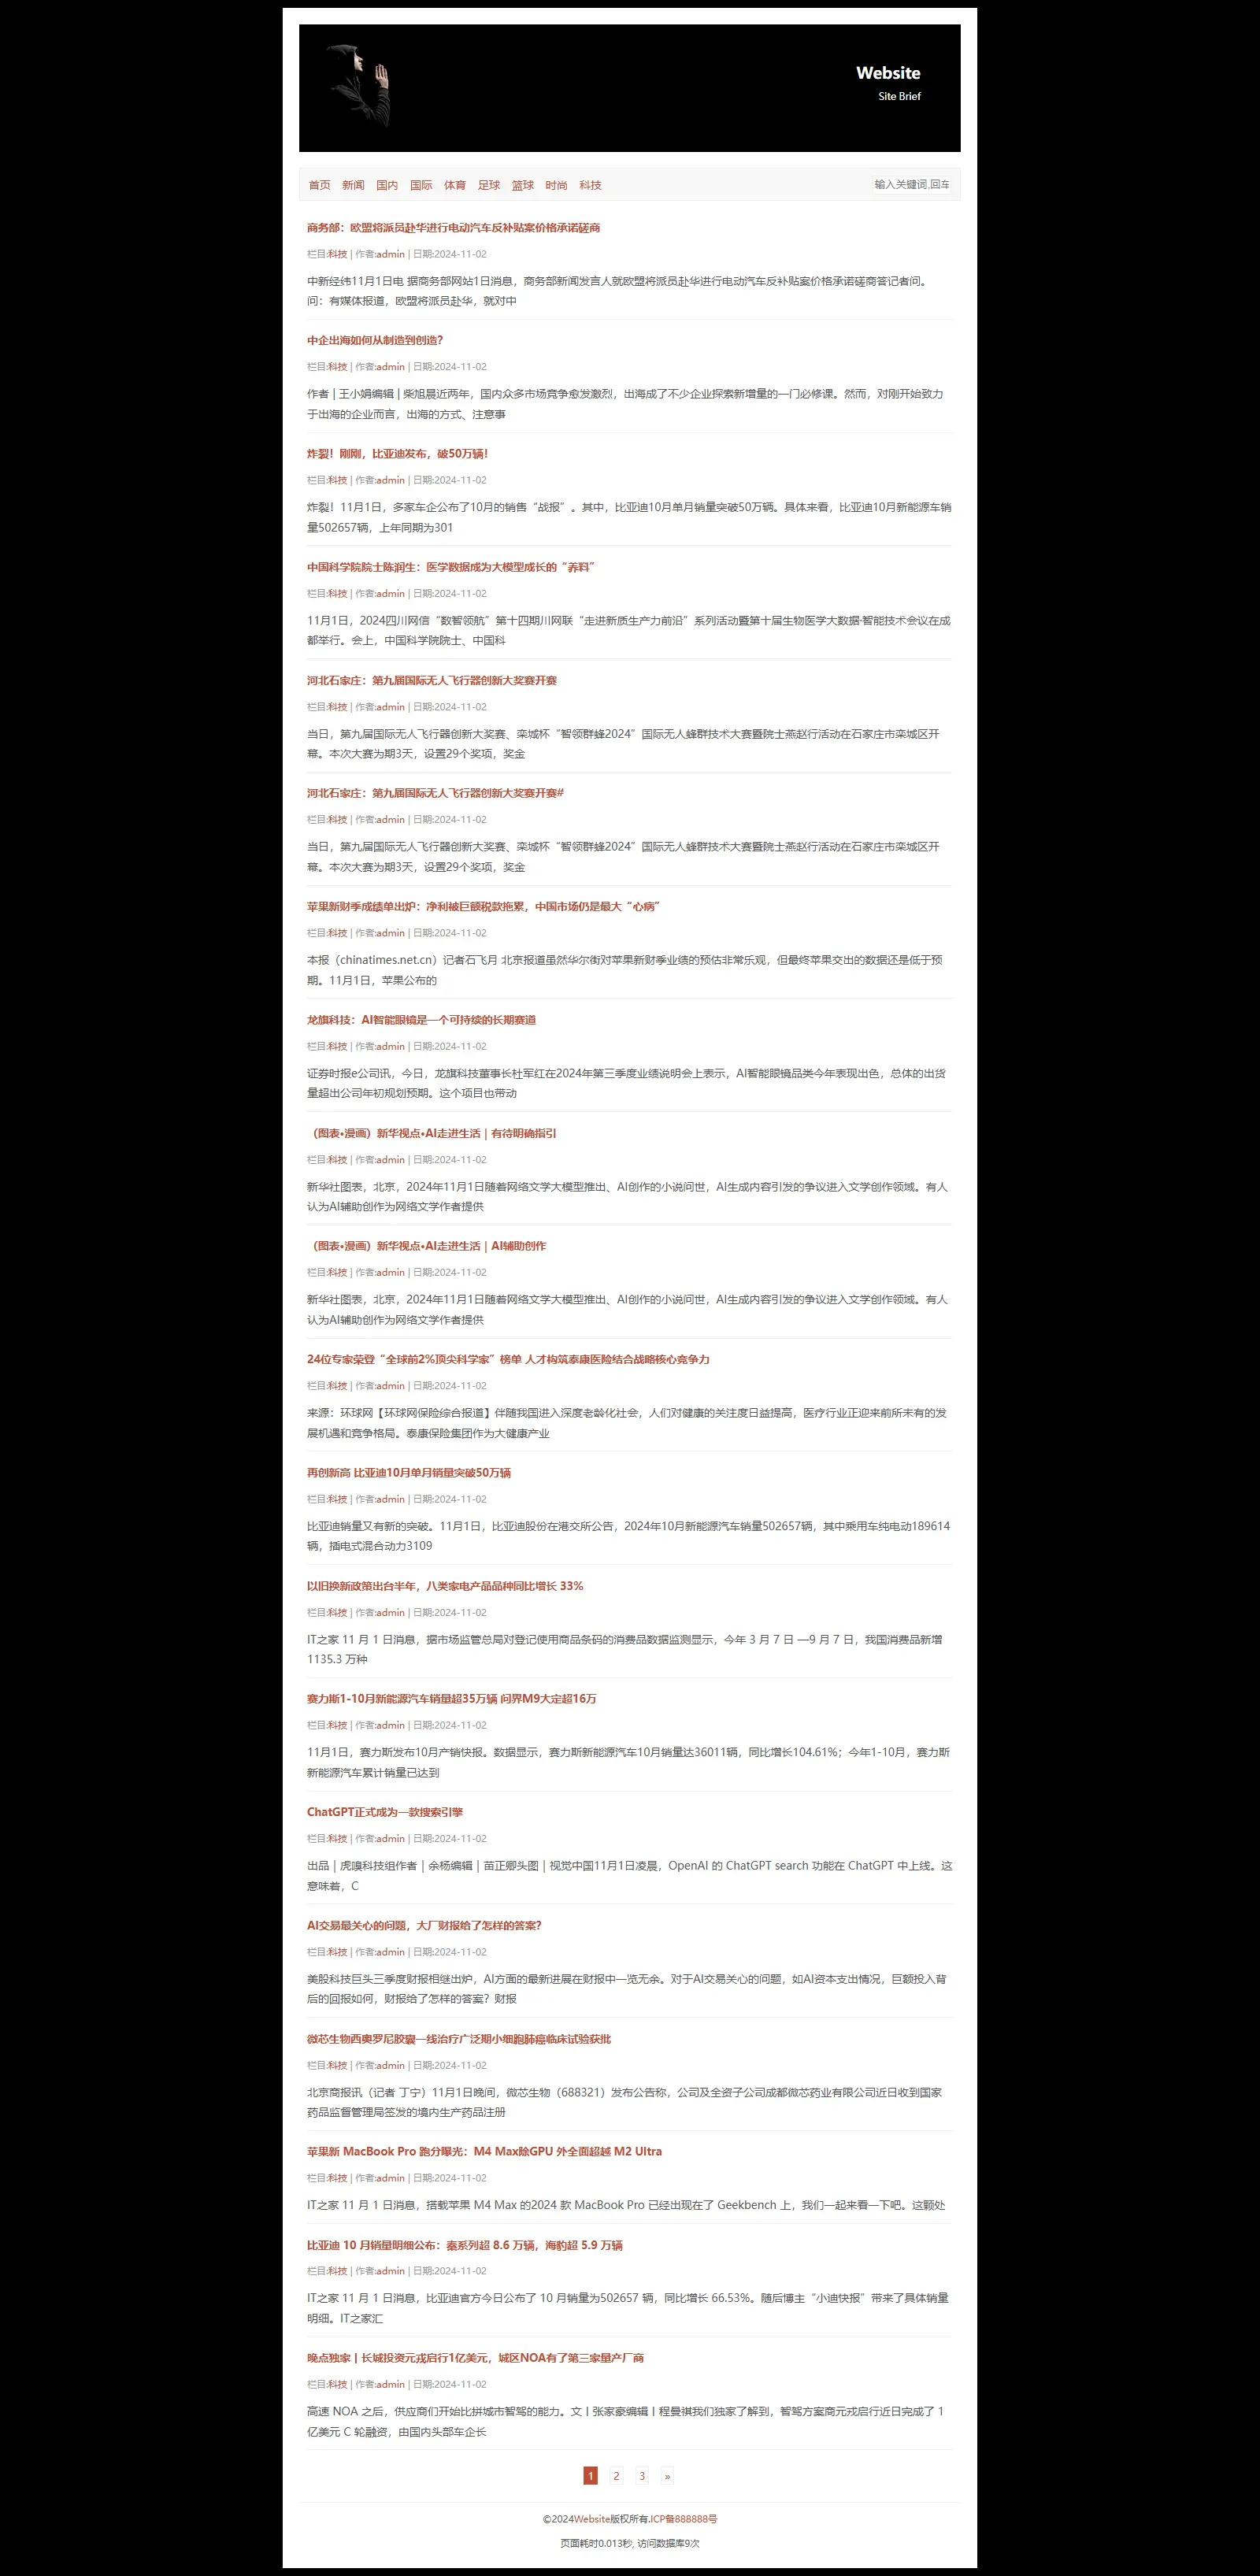 Website
Site Brief
首页 新闻 国内 国际 体育 足球 篮球 时尚 科技 输入关键词,回车
商务部：欧盟将派员赴华进行电动汽车反补贴案价格承诺磋商
栏目:科技 | 作者:admin | 日期:2024-11-02
中新经纬11月1日电 据商务部网站1日消息，商务部新闻发言人就欧盟将派员赴华进行电动汽车反补贴案价格承诺磋商答记者问。
问：有媒体报道，欧盟将派员赴华，就对中
中企出海如何从制造到创造？
栏目:科技 | 作者:admin | 日期:2024-11-02
作者 | 王小娟编辑 | 柴旭晨近两年，国内众多市场竞争愈发激烈，出海成了不少企业探索新增量的一门必修课。然而，对刚开始致力
于出海的企业而言，出海的方式、注意事
炸裂！刚刚，比亚迪发布，破50万辆！
栏目:科技 | 作者:admin | 日期:2024-11-02
炸裂！11月1日，多家车企公布了10月的销售“战报”。其中，比亚迪10月单月销量突破50万辆。具体来看，比亚迪10月新能源车销
量502657辆，上年同期为301
中国科学院院士陈润生：医学数据成为大模型成长的“养料”
栏目:科技 | 作者:admin | 日期:2024-11-02
11月1日，2024四川网信“数智领航”第十四期川网联“走进新质生产力前沿”系列活动暨第十届生物医学大数据·智能技术会议在成
都举行。会上，中国科学院院士、中国科
河北石家庄：第九届国际无人飞行器创新大奖赛开赛
栏目:科技 | 作者:admin | 日期:2024-11-02
当日，第九届国际无人飞行器创新大奖赛、栾城杯“智领群蜂2024”国际无人蜂群技术大赛暨院士燕赵行活动在石家庄市栾城区开
幕。本次大赛为期3天，设置29个奖项，奖金
河北石家庄：第九届国际无人飞行器创新大奖赛开赛#
栏目:科技 | 作者:admin | 日期:2024-11-02
当日，第九届国际无人飞行器创新大奖赛、栾城杯“智领群蜂2024”国际无人蜂群技术大赛暨院士燕赵行活动在石家庄市栾城区开
幕。本次大赛为期3天，设置29个奖项，奖金
苹果新财季成绩单出炉：净利被巨额税款拖累，中国市场仍是最大“心病”
栏目:科技 | 作者:admin | 日期:2024-11-02
本报（chinatimes.net.cn）记者石飞月 北京报道虽然华尔街对苹果新财季业绩的预估非常乐观，但最终苹果交出的数据还是低于预
期。11月1日，苹果公布的
龙旗科技：AI智能眼镜是一个可持续的长期赛道
栏目:科技 | 作者:admin | 日期:2024-11-02
证券时报e公司讯，今日，龙旗科技董事长杜军红在2024年第三季度业绩说明会上表示，AI智能眼镜品类今年表现出色，总体的出货
量超出公司年初规划预期。这个项目也带动
（图表•漫画）新华视点•AI走进生活｜有待明确指引
栏目:科技 | 作者:admin | 日期:2024-11-02
新华社图表，北京，2024年11月1日随着网络文学大模型推出、AI创作的小说问世，AI生成内容引发的争议进入文学创作领域。有人
认为AI辅助创作为网络文学作者提供
（图表•漫画）新华视点•AI走进生活｜AI辅助创作
栏目:科技 | 作者:admin | 日期:2024-11-02
新华社图表，北京，2024年11月1日随着网络文学大模型推出、AI创作的小说问世，AI生成内容引发的争议进入文学创作领域。有人
认为AI辅助创作为网络文学作者提供
24位专家荣登“全球前2%顶尖科学家”榜单 人才构筑泰康医险结合战略核心竞争力
栏目:科技 | 作者:admin | 日期:2024-11-02
来源：环球网【环球网保险综合报道】伴随我国进入深度老龄化社会，人们对健康的关注度日益提高，医疗行业正迎来前所未有的发
展机遇和竞争格局。泰康保险集团作为大健康产业
再创新高 比亚迪10月单月销量突破50万辆
栏目:科技 | 作者:admin | 日期:2024-11-02
比亚迪销量又有新的突破。11月1日，比亚迪股份在港交所公告，2024年10月新能源汽车销量502657辆，其中乘用车纯电动189614
辆，插电式混合动力3109
以旧换新政策出台半年，八类家电产品品种同比增长 33%
栏目:科技 | 作者:admin | 日期:2024-11-02
IT之家 11 月 1 日消息，据市场监管总局对登记使用商品条码的消费品数据监测显示，今年 3 月 7 日 —9 月 7 日，我国消费品新增
1135.3 万种
赛力斯1-10月新能源汽车销量超35万辆 问界M9大定超16万
栏目:科技 | 作者:admin | 日期:2024-11-02
11月1日，赛力斯发布10月产销快报。数据显示，赛力斯新能源汽车10月销量达36011辆，同比增长104.61%；今年1-10月，赛力斯
新能源汽车累计销量已达到
ChatGPT正式成为一款搜索引擎
栏目:科技 | 作者:admin | 日期:2024-11-02
出品｜虎嗅科技组作者｜余杨编辑｜苗正卿头图｜视觉中国11月1日凌晨，OpenAI 的 ChatGPT search 功能在 ChatGPT 中上线。这
意味着，C
AI交易最关心的问题，大厂财报给了怎样的答案？
栏目:科技 | 作者:admin | 日期:2024-11-02
美股科技巨头三季度财报相继出炉，AI方面的最新进展在财报中一览无余。对于AI交易关心的问题，如AI资本支出情况，巨额投入背
后的回报如何，财报给了怎样的答案？财报
微芯生物西奥罗尼胶囊一线治疗广泛期小细胞肺癌临床试验获批
栏目:科技 | 作者:admin | 日期:2024-11-02
北京商报讯（记者 丁宁）11月1日晚间，微芯生物（688321）发布公告称，公司及全资子公司成都微芯药业有限公司近日收到国家
药品监督管理局签发的境内生产药品注册
苹果新 MacBook Pro 跑分曝光：M4 Max除GPU 外全面超越 M2 Ultra
栏目:科技 | 作者:admin | 日期:2024-11-02
IT之家 11 月 1 日消息，搭载苹果 M4 Max 的2024 款 MacBook Pro 已经出现在了 Geekbench 上，我们一起来看一下吧。这颗处
比亚迪 10 月销量明细公布：秦系列超 8.6 万辆，海豹超 5.9 万辆
栏目:科技 | 作者:admin | 日期:2024-11-02
IT之家 11 月 1 日消息，比亚迪官方今日公布了 10 月销量为502657 辆，同比增长 66.53%。随后博主“小迪快报”带来了具体销量
明细。IT之家汇
晚点独家丨长城投资元戎启行1亿美元，城区NOA有了第三家量产厂商
栏目:科技 | 作者:admin | 日期:2024-11-02
高速 NOA 之后，供应商们开始比拼城市智驾的能力。文丨张家豪编辑丨程曼祺我们独家了解到，智驾方案商元戎启行近日完成了 1
亿美元 C 轮融资，由国内头部车企长
1 2 3 »
©2024Website版权所有.ICP备888888号
页面耗时0.013秒, 访问数据库9次